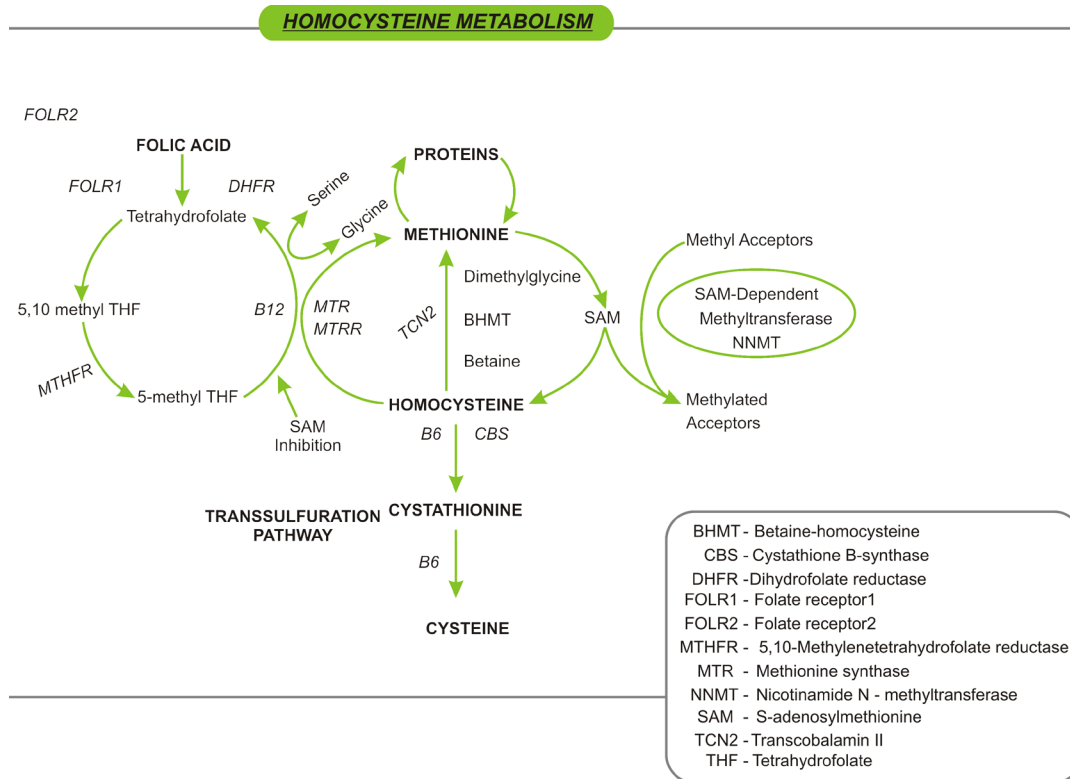 HOMOCYSTEINE METABOLISM
FOLR2
FOLIC ACID
PROTEINS
FOLR1
DHFR
Serine
Glycine
Tetrahydrofolate
METHIONINE
Methyl Acceptors
Dimethylglycine
5,10 methyl THF
B12
MTR
MTRR
TCN2
BHMT
SAM
SAM-Dependent
Methyltransferase
NNMT
Betaine
MTHFR
5-methyl THF
HOMOCYSTEINE
Methylated
Acceptors
SAM
Inhibition
B6
CBS
TRANSSULFURATION
PATHWAY
CYSTATHIONINE
B6
CYSTEINE
BHMT - Betaine-homocysteine
CBS - Cystathione B-synthase
DHFR -Dihydrofolate reductase
FOLR1 - Folate receptor1
FOLR2 - Folate receptor2
MTHFR - 5,10-Methylenetetrahydrofolate reductase
MTR - Methionine synthase
NNMT - Nicotinamide N - methyltransferase
SAM - S-adenosylmethionine
TCN2 - Transcobalamin II
THF - Tetrahydrofolate